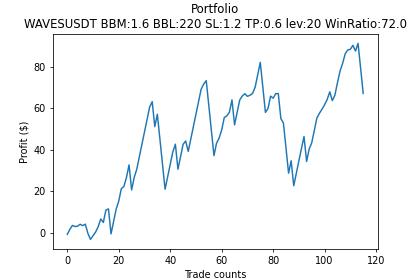 Portfolio
WAVESUSDT BBM:1.6 BBL:220 SL:1.2 TP:0.6 lev:20 WinRatio:72.0
80
60
40
20
0
Profit ($)
0 20 40 60 80 100 120
Trade counts